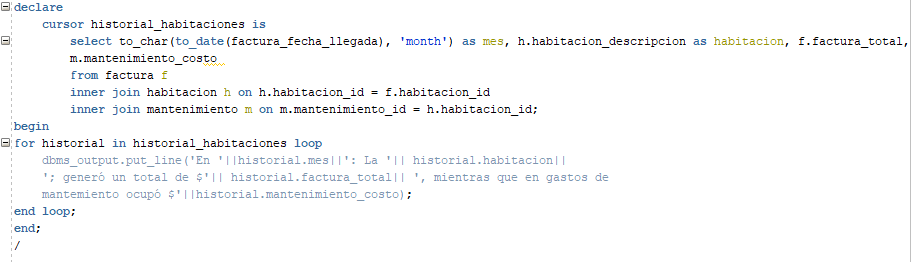 declare
cursor historial_habitaciones is
select to_char(to_date(factura_fecha_llegada), 'month') as mes, h.habitacion_descripcion as habitacion, f.factura_total,
m.mantenimiento_costo
from factura f
inner join habitacion h on h.habitacion_id = f.habitacion_id
inner join mantenimiento m on m.mantenimiento_id = h.habitacion_id;
begin
for historial in historial_habitaciones loop
dbms_output.put_line('En '||historial.mes||': La '|| historial.habitacion||
'; generó un total de $'|| historial.factura_total|| ', mientras que en gastos de
mantemiento ocupó $'||historial.mantenimiento_costo);
end loop;
end;
/